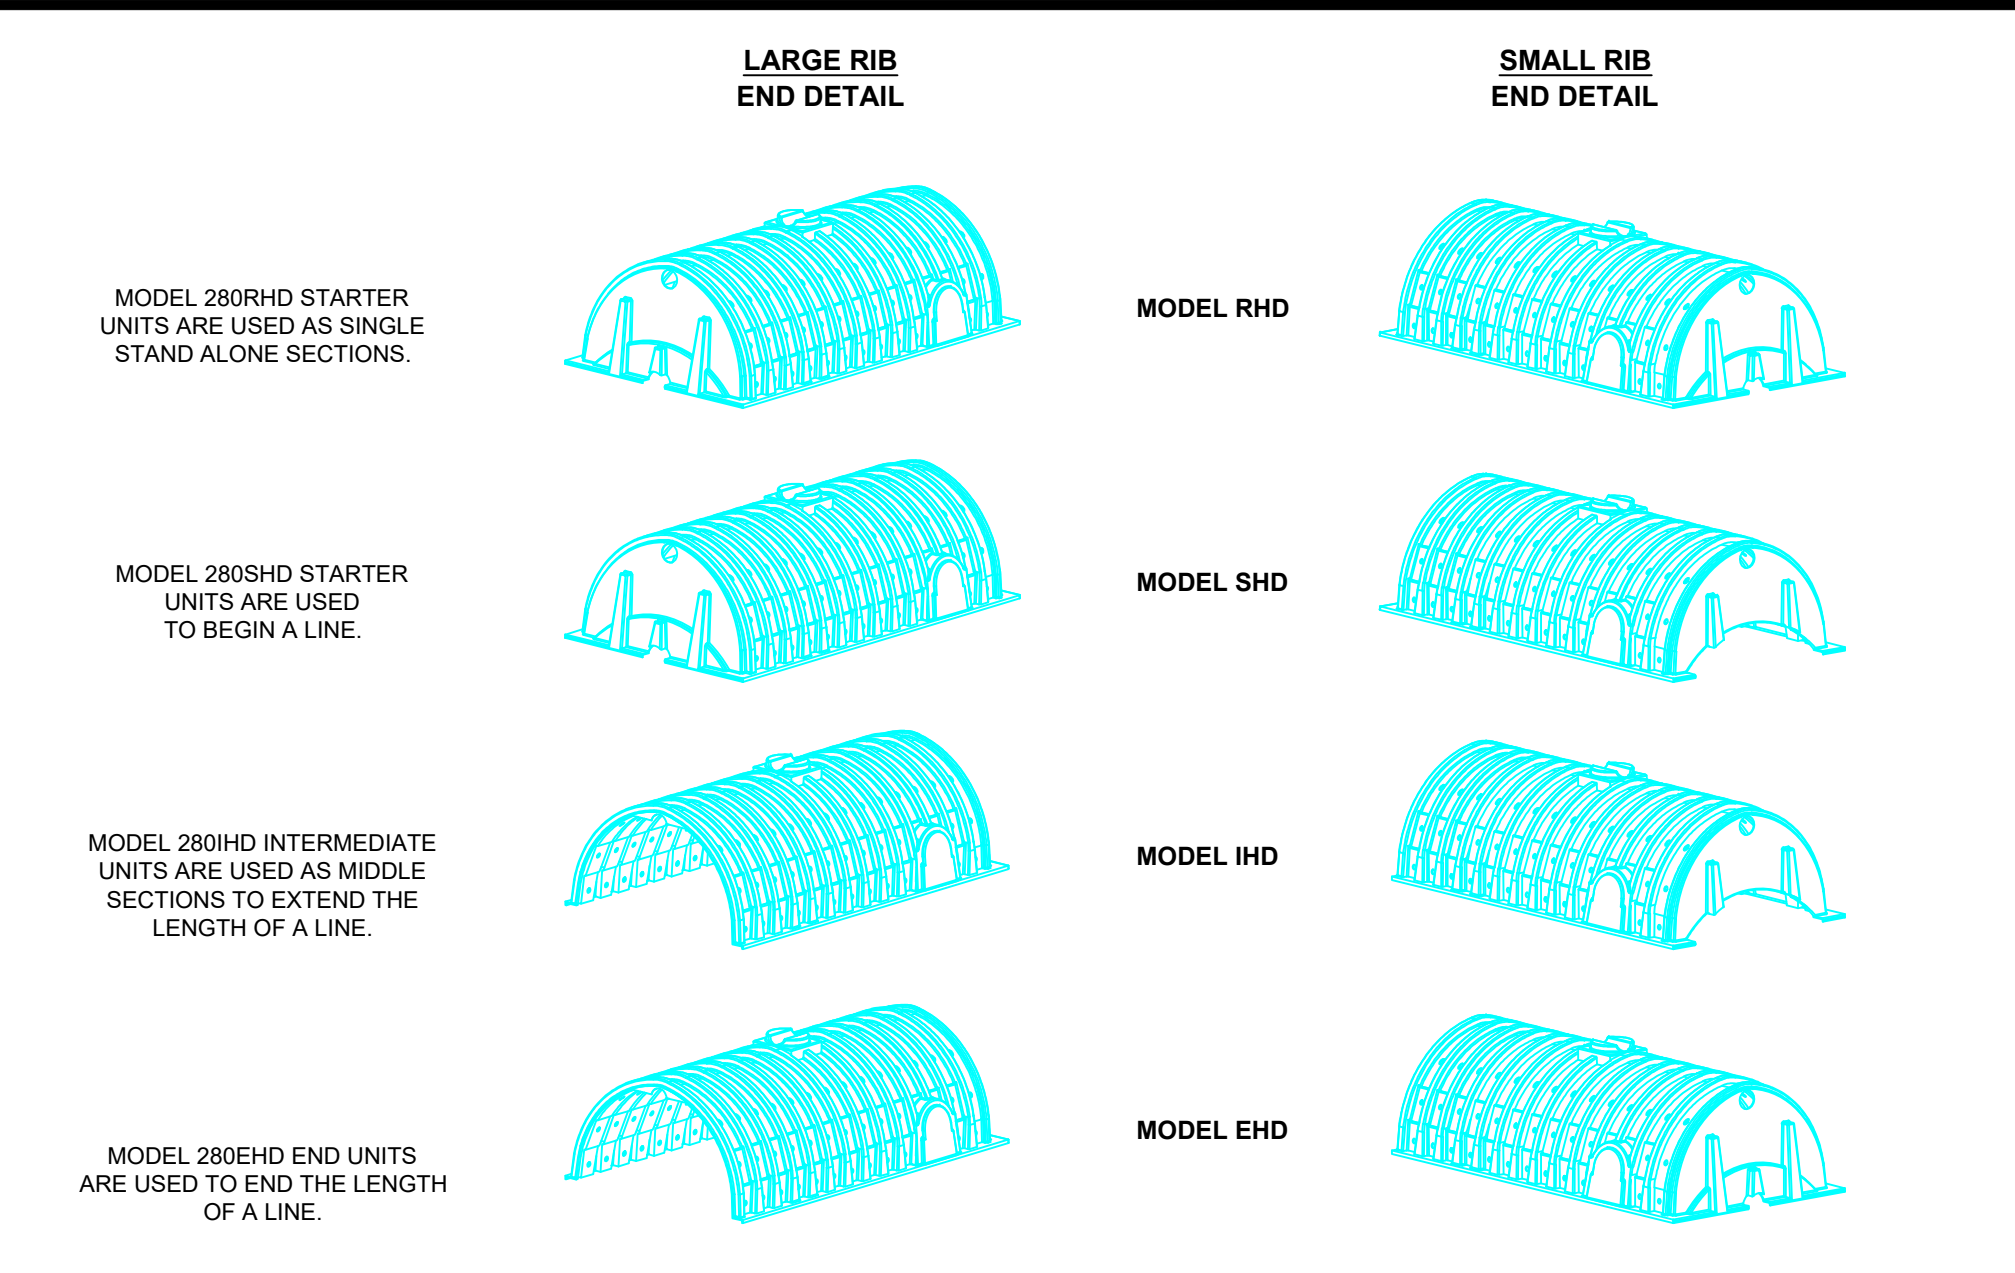 LARGE RIB
END DETAIL
SMALL RIB
END DETAIL
MODEL 280RHD STARTER
UNITS ARE USED AS SINGLE
STAND ALONE SECTIONS.
MODEL RHD
MODEL 280SHD STARTER
UNITS ARE USED
TO BEGIN A LINE.
MODEL SHD
MODEL 280IHD INTERMEDIATE
UNITS ARE USED AS MIDDLE
SECTIONS TO EXTEND THE
LENGTH OF A LINE.
MODEL IHD
MODEL 280EHD END UNITS
ARE USED TO END THE LENGTH
OF A LINE.
MODEL EHD